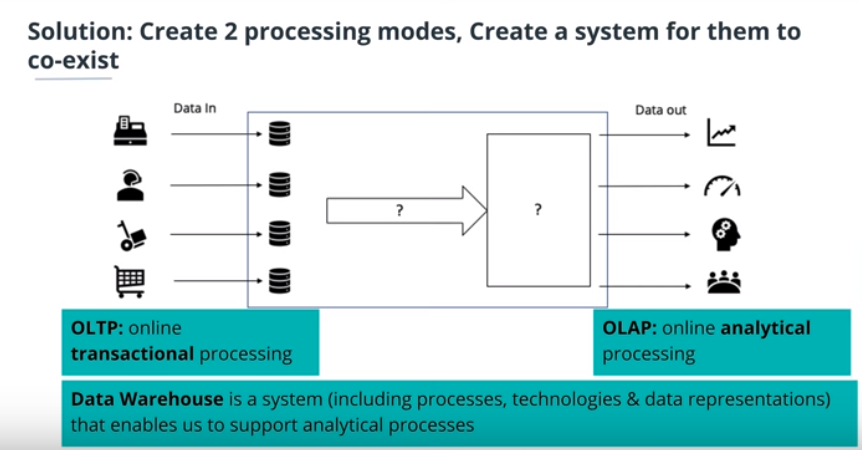 Solution: Create 2 processing modes, Create a system for them to
co-exist
Data In
Data out
?
?
OLTP: online
transactional processing
OLAP: online analytical
processing
Data Warehouse is a system (including processes, technologies & data representations)
that enables us to support analytical processes